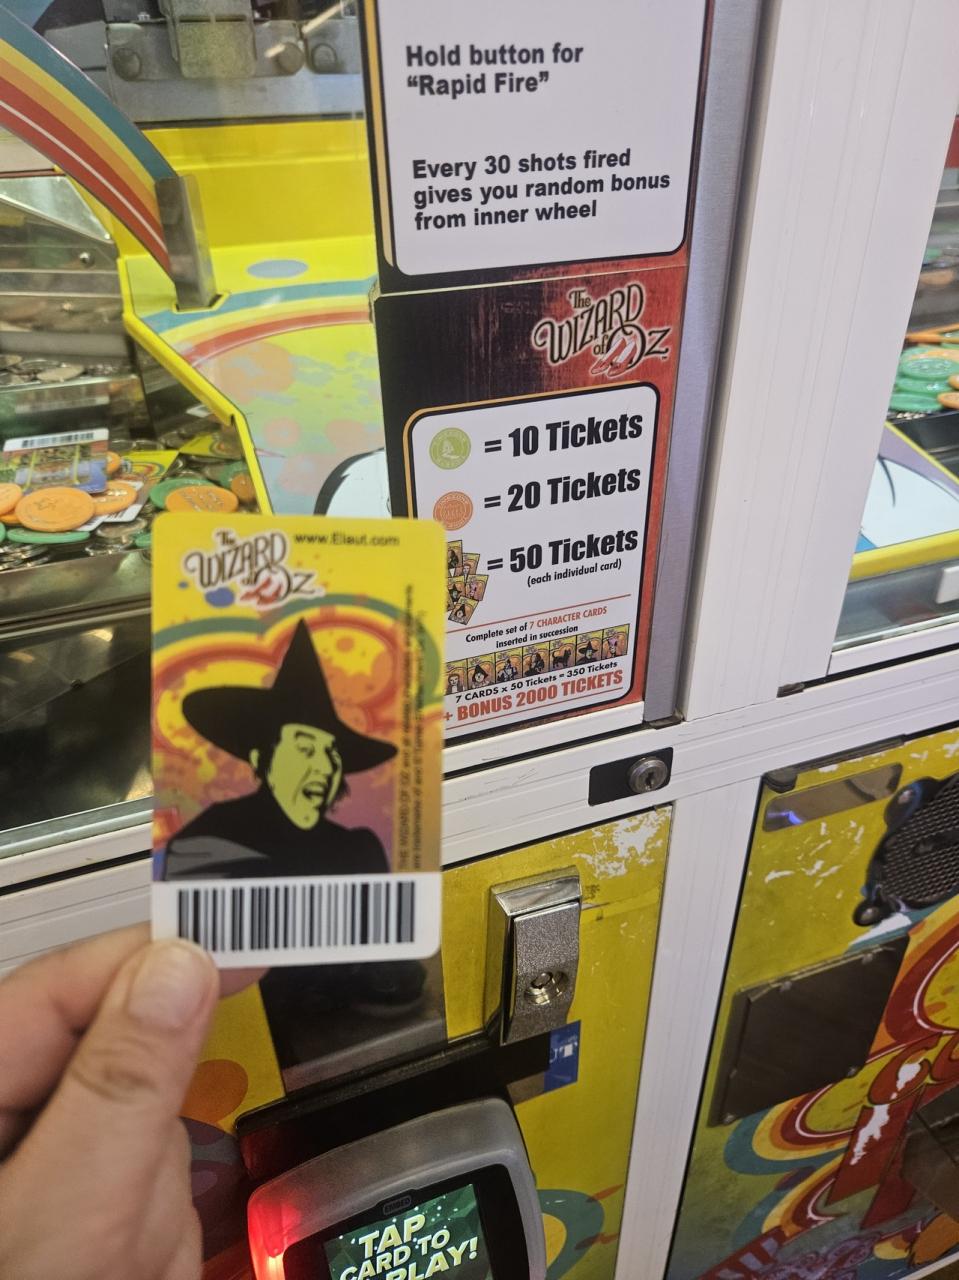 Hold button for
“Rapid Fire”
Every 30 shots fired
gives you random bonus
from inner wheel
The
WIZARD
of OZ
= 10 Tickets
= 20 Tickets
= 50 Tickets
(each individual card)
Complete set of 7 CHARACTER CARDS
inserted in succession
7 CARDS x 50 Tickets = 350 Tickets
+ BONUS 2000 TICKETS
The
WIZARD
of OZ
www.Elaut.com
TAP
CARD TO
PLAY!